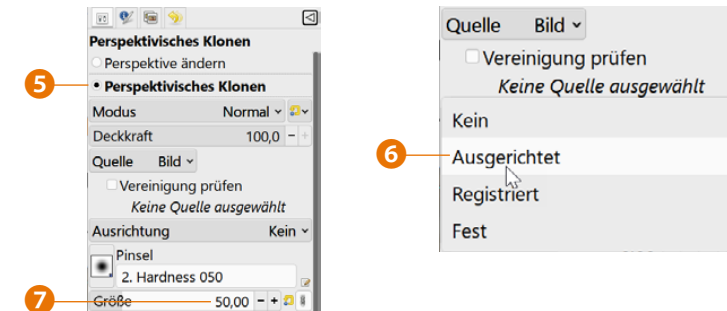 Perspektivisches Klonen
Perspektive ändern
5
• Perspektivisches Klonen
Modus Normal
Deckkraft 100,0 - +
Quelle Bild
Vereinigung prüfen
Keine Quelle ausgewählt
Ausrichtung Kein
Pinsel
2. Hardness 050
7
Größe 50,00 - +
Quelle Bild
Vereinigung prüfen
Keine Quelle ausgewählt
Kein
6
Ausgerichtet
Registriert
Fest